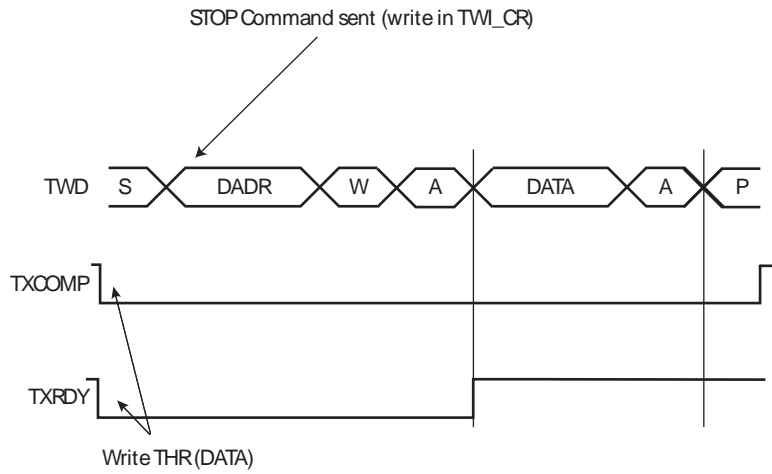 STOP Command sent (write in TWI_CR)
TWD S DADR W A DATA A P
TXCOMP
TXRDY
Write THR (DATA)